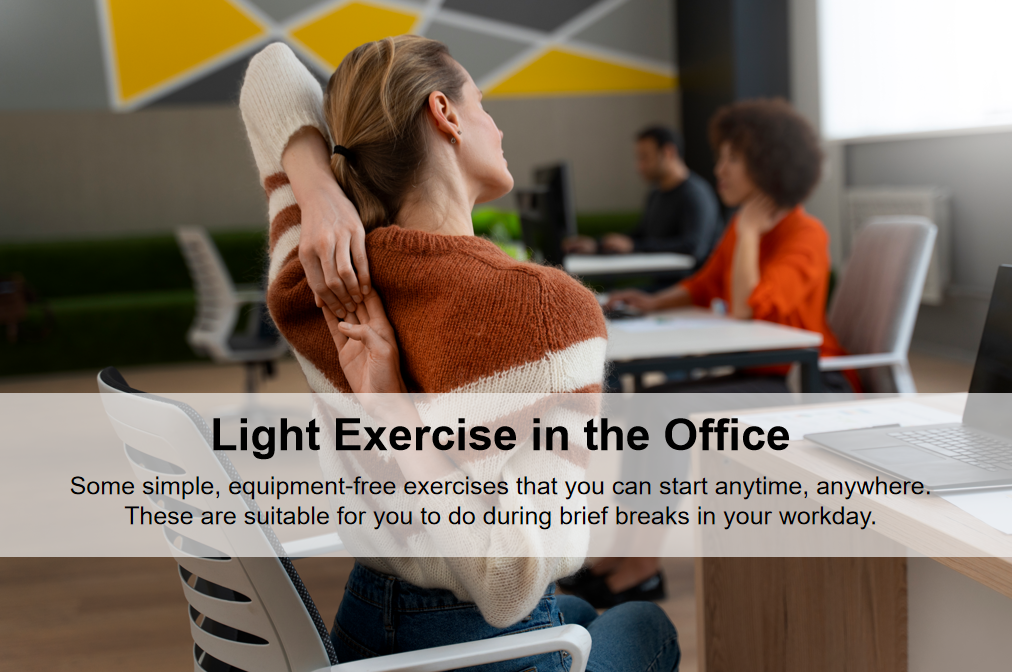 Light Exercise in the Office
Some simple, equipment-free exercises that you can start anytime, anywhere.
These are suitable for you to do during brief breaks in your workday.